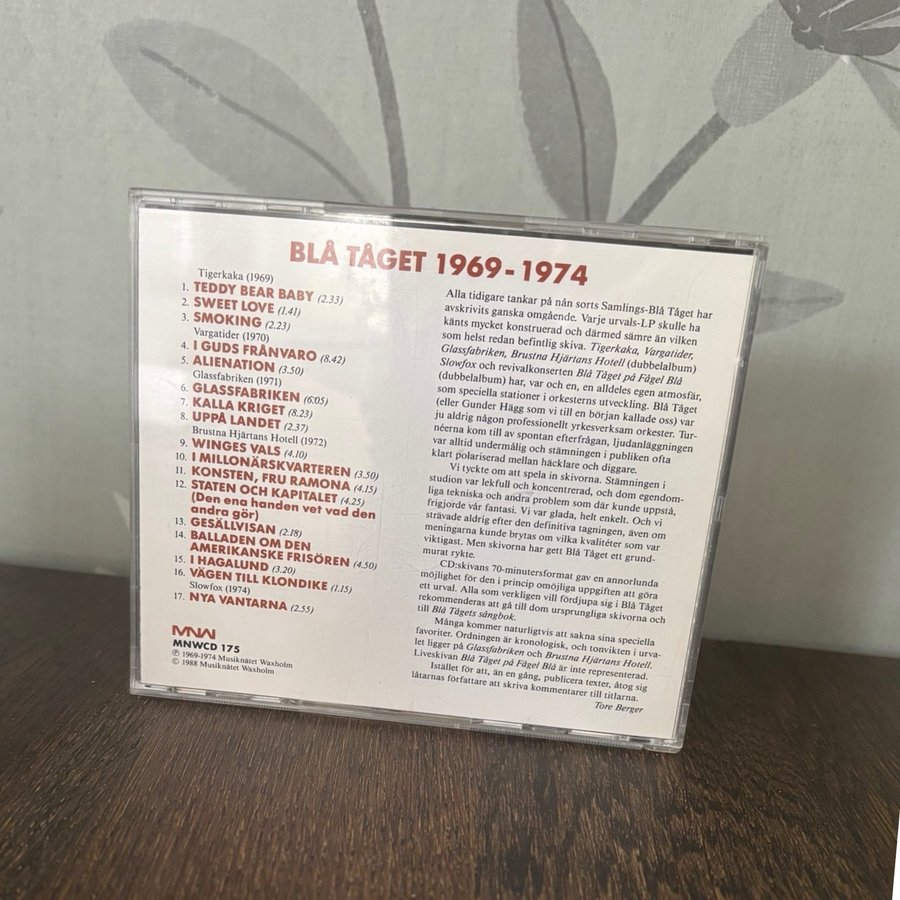 BLÅ TÅGET 1969-1974
Tigerkaka (1969)
1. TEDDY BEAR BABY (2.33)
2. SWEET LOVE (1.41)
3. SMOKING (2.23)
Vargatider (1970)
4. I GUDS FRÅNVARO (8.42)
5. ALIENATION (3.50)
Glassfabriken (1971)
6. GLASSFABRIKEN (6:05)
7. KALLA KRIGET (8.23)
8. UPPÅ LANDET (2.37)
Brustna Hjärtans Hotell (1972)
9. WINGES VALS (4.10)
10. I MILLONÄRSKVARTEREN (3.50)
11. KONSTEN, FRU RAMONA (4.15)
12. STATEN OCH KAPITALET (4.25)
(Den ena handen vet vad den
andra gör)
13. GESÄLLVISAN (2.18)
14. BALLADEN OM DEN
AMERIKANSKE FRISÖREN (4.50)
15. I HAGALUND (3.20)
16. VÄGEN TILL KLONDIKE (1.15)
Slowfox (1974)
17. NYA VANTARNA (2.55)
MNW
MNWCD 175
℗ 1969-1974 Musiknätet Waxholm
© 1988 Musiknätet Waxholm
Alla tidigare tankar på nån sorts Samlings-Blå Tåget har
avskrivits ganska omgående. Varje urvals-LP skulle ha
känts mycket konstruerad och därmed sämre än vilken
som helst redan befintlig skiva. Tigerkaka, Vargatider,
Glassfabriken, Brustna Hjärtans Hotell (dubbelalbum)
Slowfox och revivalkonserten Blå Tåget på Fågel Blå
(dubbelalbum) har, var och en, en alldeles egen atmosfär,
som speciella stationer i orkesterns utveckling. Blå Tåget
(eller Gunder Hägg som vi till en början kallade oss) var
ju aldrig någon professionell yrkesverksam orkester. Tur-
néerna kom till av spontan efterfrågan, ljudanläggningen
var alltid undermålig och stämningen i publiken ofta
klart polariserad mellan häcklare och diggare.
Vi tyckte om att spela in skivorna. Stämningen i
studion var lekfull och koncentrerad, och dom egendom-
liga tekniska och andra problem som där kunde uppstå,
frigjorde vår fantasi. Vi var glada, helt enkelt. Och vi
strävade aldrig efter den definitiva tagningen, även om
meningarna kunde brytas om vilka kvalitéer som var
viktigast. Men skivorna har gett Blå Tåget ett grund-
murat rykte.
CD:skivans 70-minutersformat gav en annorlunda
möjlighet för den i princip omöjliga uppgiften att göra
ett urval. Alla som verkligen vill fördjupa sig i Blå Tåget
rekommenderas att gå till dom ursprungliga skivorna och
till Blå Tågets sångbok.
Många kommer naturligtvis att sakna sina speciella
favoriter. Ordningen är kronologisk, och tonvikten i urva-
let ligger på Glassfabriken och Brustna Hjärtans Hotell.
Liveskivan Blå Tåget på Fågel Blå är inte representerad.
Istället för att, än en gång, publicera texter, åtog sig
låtarnas författare att skriva kommentarer till titlarna.
Tore Berger